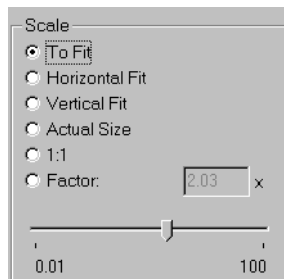 Scale
To Fit
Horizontal Fit
Vertical Fit
Actual Size
1:1
Factor: 2.03 x
0.01 100